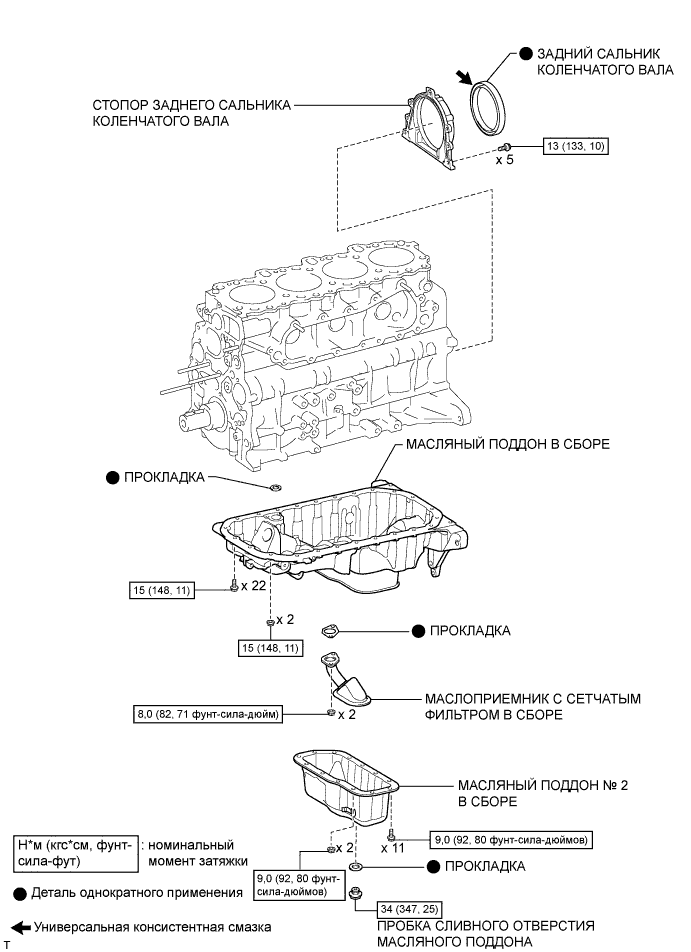 ЗАДНИЙ САЛЬНИК
КОЛЕНЧАТОГО ВАЛА
СТОПОР ЗАДНЕГО САЛЬНИКА
КОЛЕНЧАТОГО ВАЛА
13 (133, 10)
x 5
МАСЛЯНЫЙ ПОДДОН В СБОРЕ
ПРОКЛАДКА
15 (148, 11)
x 22
x 2
15 (148, 11)
ПРОКЛАДКА
МАСЛОПРИЕМНИК С СЕТЧАТЫМ
ФИЛЬТРОМ В СБОРЕ
8,0 (82, 71 фунт-сила-дюйм)
x 2
МАСЛЯНЫЙ ПОДДОН № 2
В СБОРЕ
9,0 (92, 80 фунт-сила-дюймов)
x 11
x 2
9,0 (92, 80 фунт-
сила-дюймов)
ПРОКЛАДКА
34 (347, 25)
ПРОБКА СЛИВНОГО ОТВЕРСТИЯ
МАСЛЯНОГО ПОДДОНА
Н*м (кгс*см, фунт-
сила-фут)
: номинальный
момент затяжки
Деталь однократного применения
Универсальная консистентная смазка
T